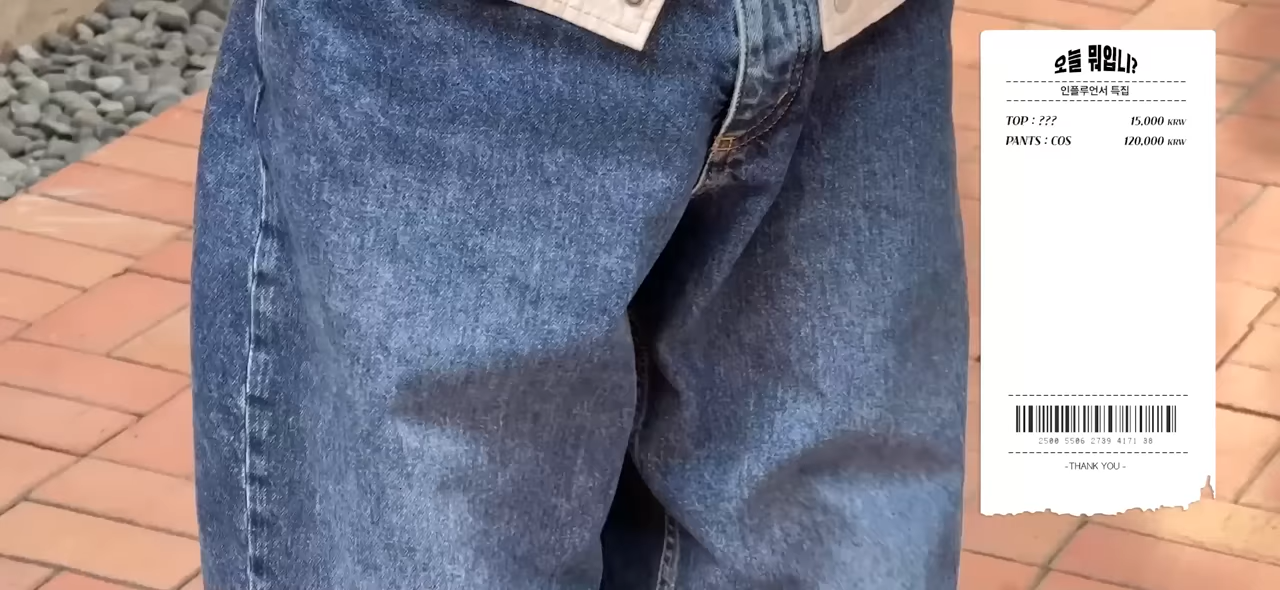 오늘 뭐입니?
인플루언서 특집
TOP : ??? 15,000 KRW
PANTS : COS 120,000 KRW
2500 5506 2739 4171 38
-THANK YOU -